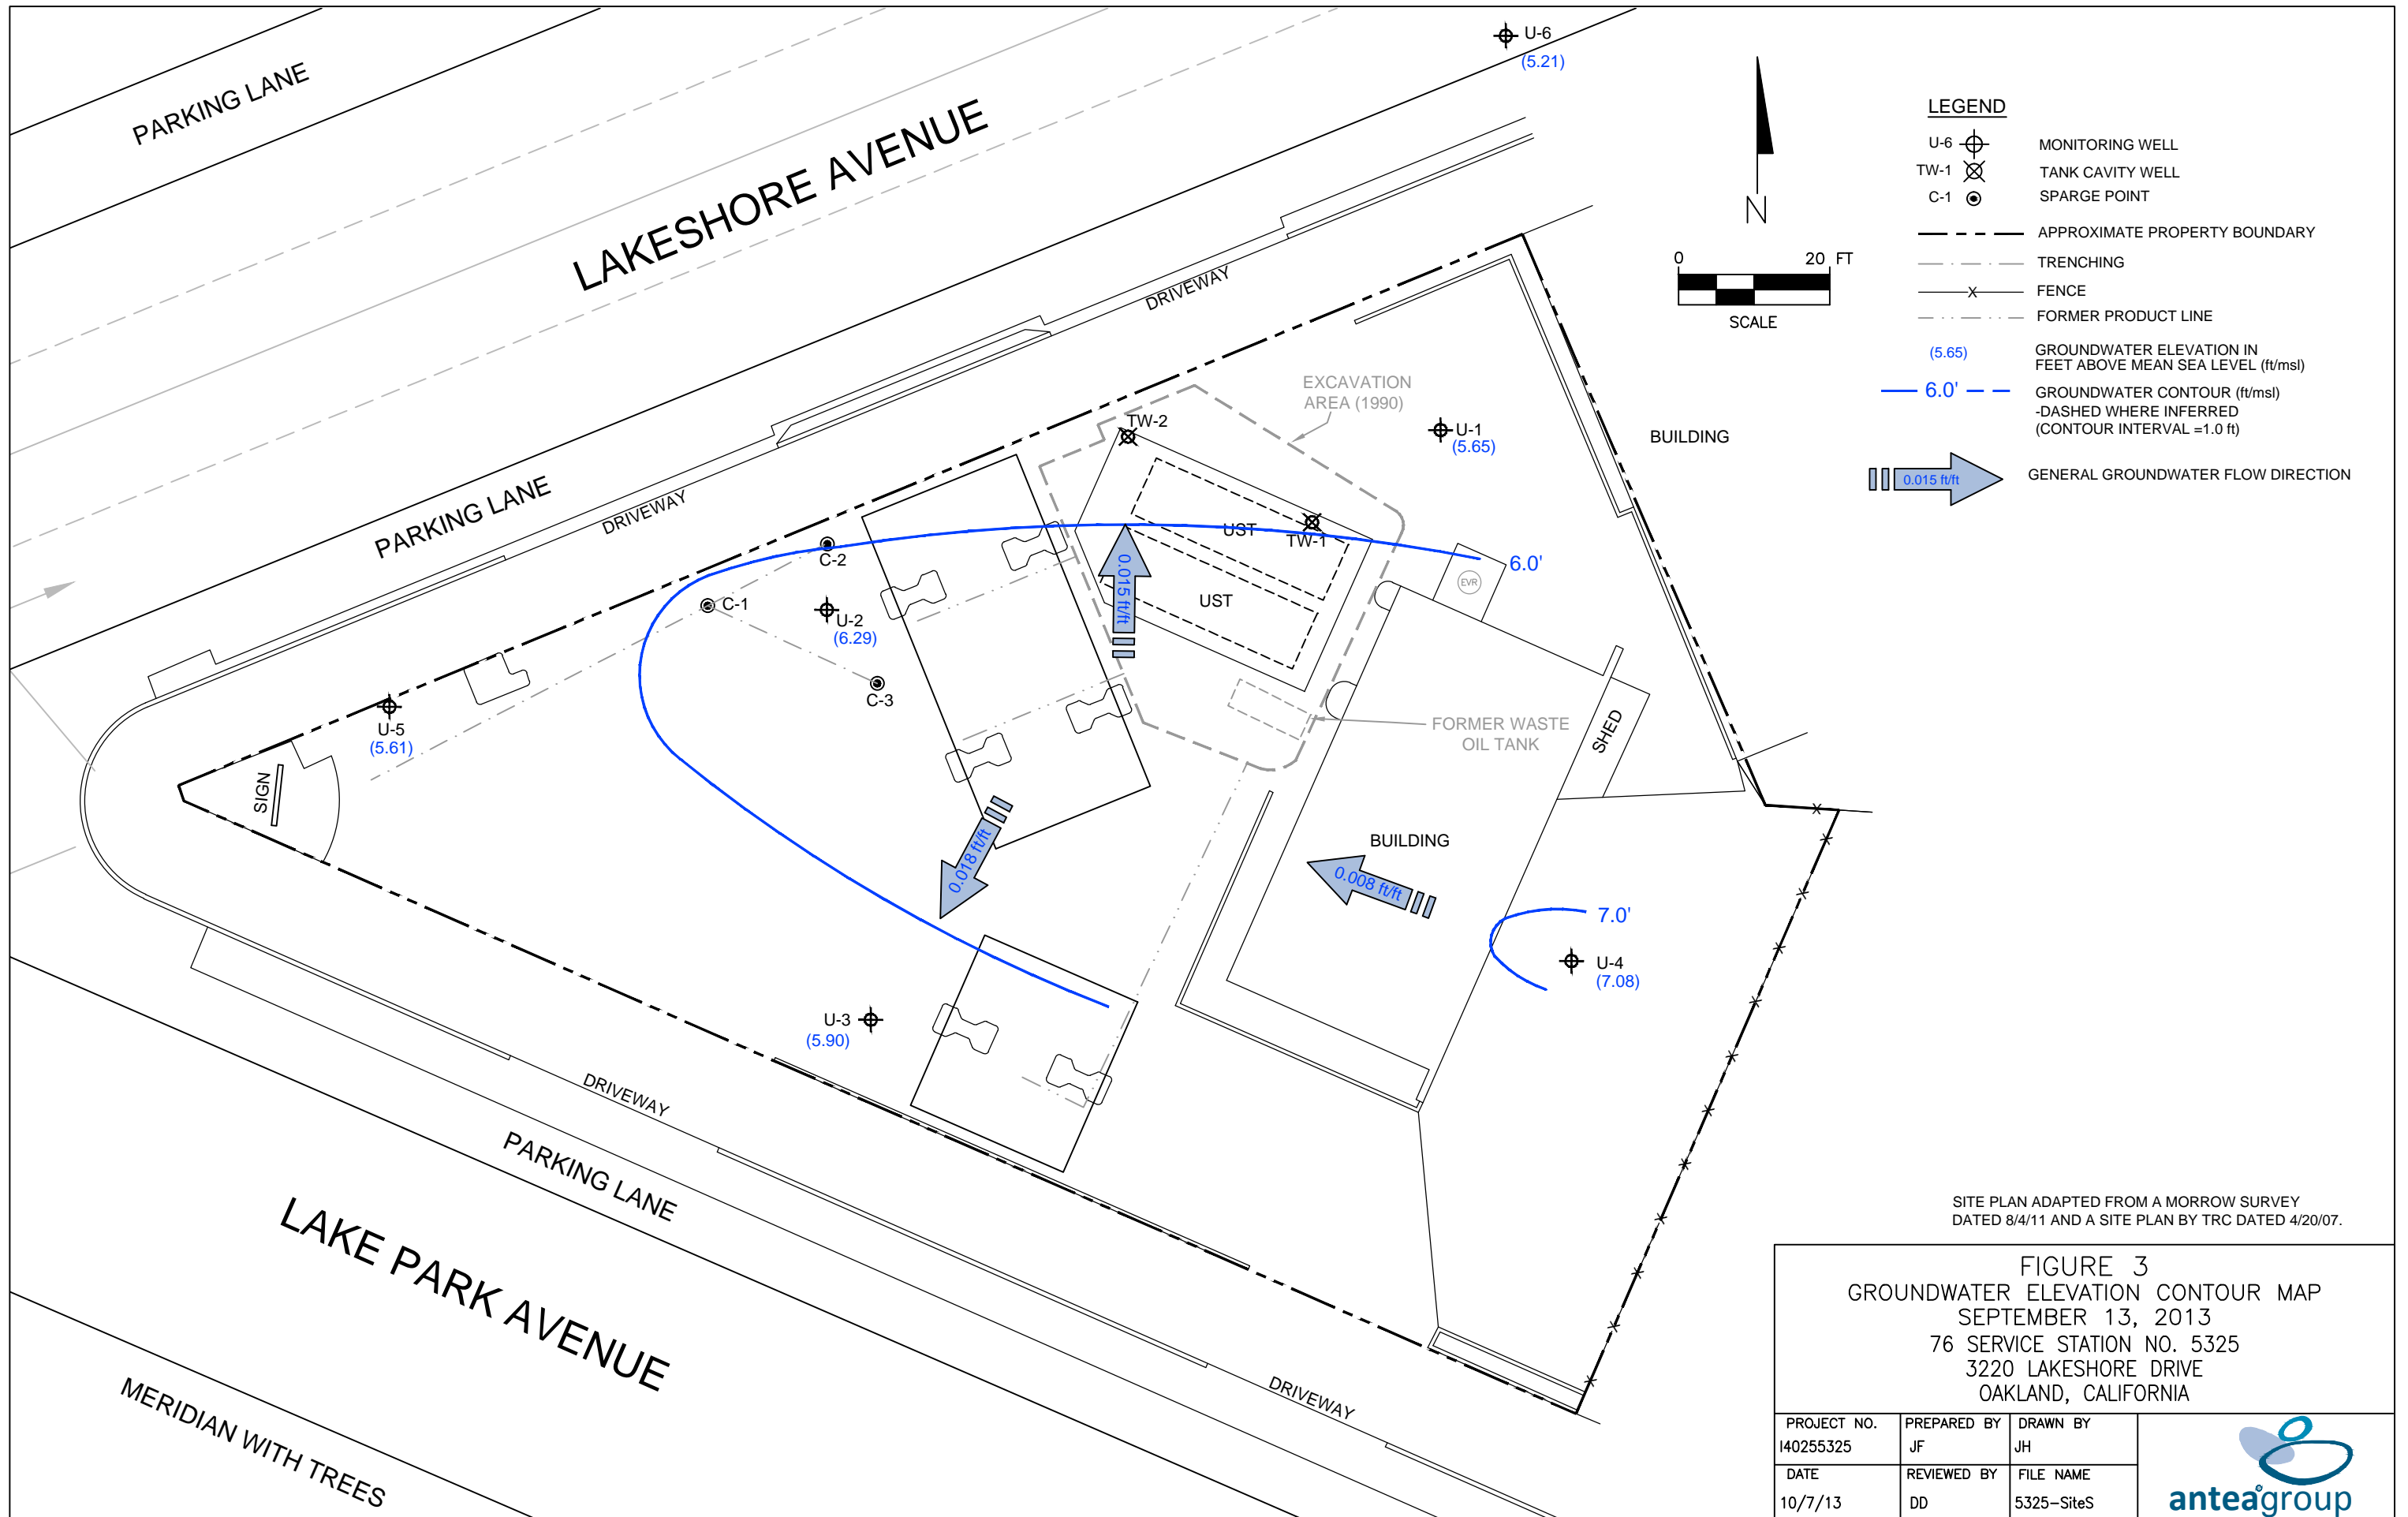 U-6
(5.21)
PARKING LANE
LAKESHORE AVENUE
N
0 20 FT
SCALE
LEGEND
U-6 MONITORING WELL
TW-1 TANK CAVITY WELL
C-1 SPARGE POINT
APPROXIMATE PROPERTY BOUNDARY
TRENCHING
X FENCE
FORMER PRODUCT LINE
(5.65) GROUNDWATER ELEVATION IN
FEET ABOVE MEAN SEA LEVEL (ft/msl)
6.0' GROUNDWATER CONTOUR (ft/msl)
-DASHED WHERE INFERRED
(CONTOUR INTERVAL =1.0 ft)
0.015 ft/ft GENERAL GROUNDWATER FLOW DIRECTION
DRIVEWAY
EXCAVATION
AREA (1990)
TW-2
U-1
(5.65)
BUILDING
PARKING LANE
DRIVEWAY
UST
TW-1
UST
C-2
C-1
U-2
(6.29)
C-3
0.015 ft/ft
6.0'
EVR
U-5
(5.61)
SIGN
FORMER WASTE
OIL TANK
SHED
BUILDING
0.018 ft/ft
0.008 ft/ft
7.0'
U-4
(7.08)
U-3
(5.90)
DRIVEWAY
PARKING LANE
LAKE PARK AVENUE
DRIVEWAY
MERIDIAN WITH TREES
SITE PLAN ADAPTED FROM A MORROW SURVEY
DATED 8/4/11 AND A SITE PLAN BY TRC DATED 4/20/07.
FIGURE 3
GROUNDWATER ELEVATION CONTOUR MAP
SEPTEMBER 13, 2013
76 SERVICE STATION NO. 5325
3220 LAKESHORE DRIVE
OAKLAND, CALIFORNIA
PROJECT NO. PREPARED BY DRAWN BY
I40255325 JF JH
DATE REVIEWED BY FILE NAME
10/7/13 DD 5325-SiteS
anteagroup